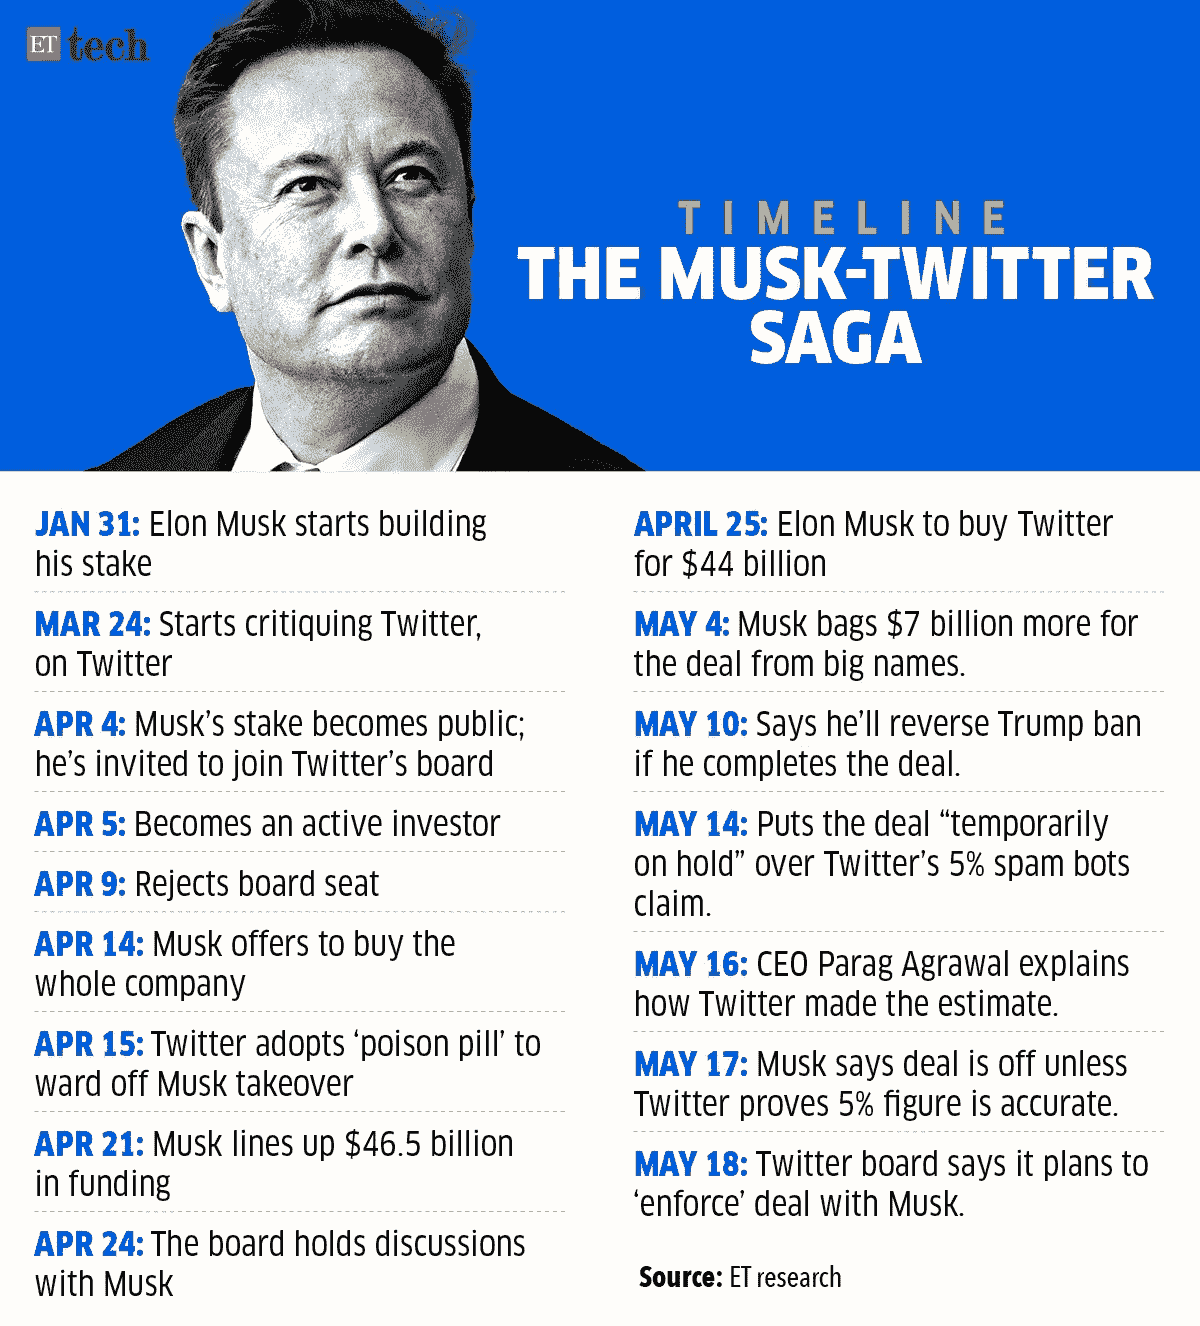 ET tech
TIMELINE
THE MUSK-TWITTER
SAGA
JAN 31: Elon Musk starts building
his stake
MAR 24: Starts critiquing Twitter,
on Twitter
APR 4: Musk’s stake becomes public;
he’s invited to join Twitter’s board
APR 5: Becomes an active investor
APR 9: Rejects board seat
APR 14: Musk offers to buy the
whole company
APR 15: Twitter adopts ‘poison pill’ to
ward off Musk takeover
APR 21: Musk lines up $46.5 billion
in funding
APR 24: The board holds discussions
with Musk
APRIL 25: Elon Musk to buy Twitter
for $44 billion
MAY 4: Musk bags $7 billion more for
the deal from big names.
MAY 10: Says he’ll reverse Trump ban
if he completes the deal.
MAY 14: Puts the deal “temporarily
on hold” over Twitter’s 5% spam bots
claim.
MAY 16: CEO Parag Agrawal explains
how Twitter made the estimate.
MAY 17: Musk says deal is off unless
Twitter proves 5% figure is accurate.
MAY 18: Twitter board says it plans to
‘enforce’ deal with Musk.
Source: ET research